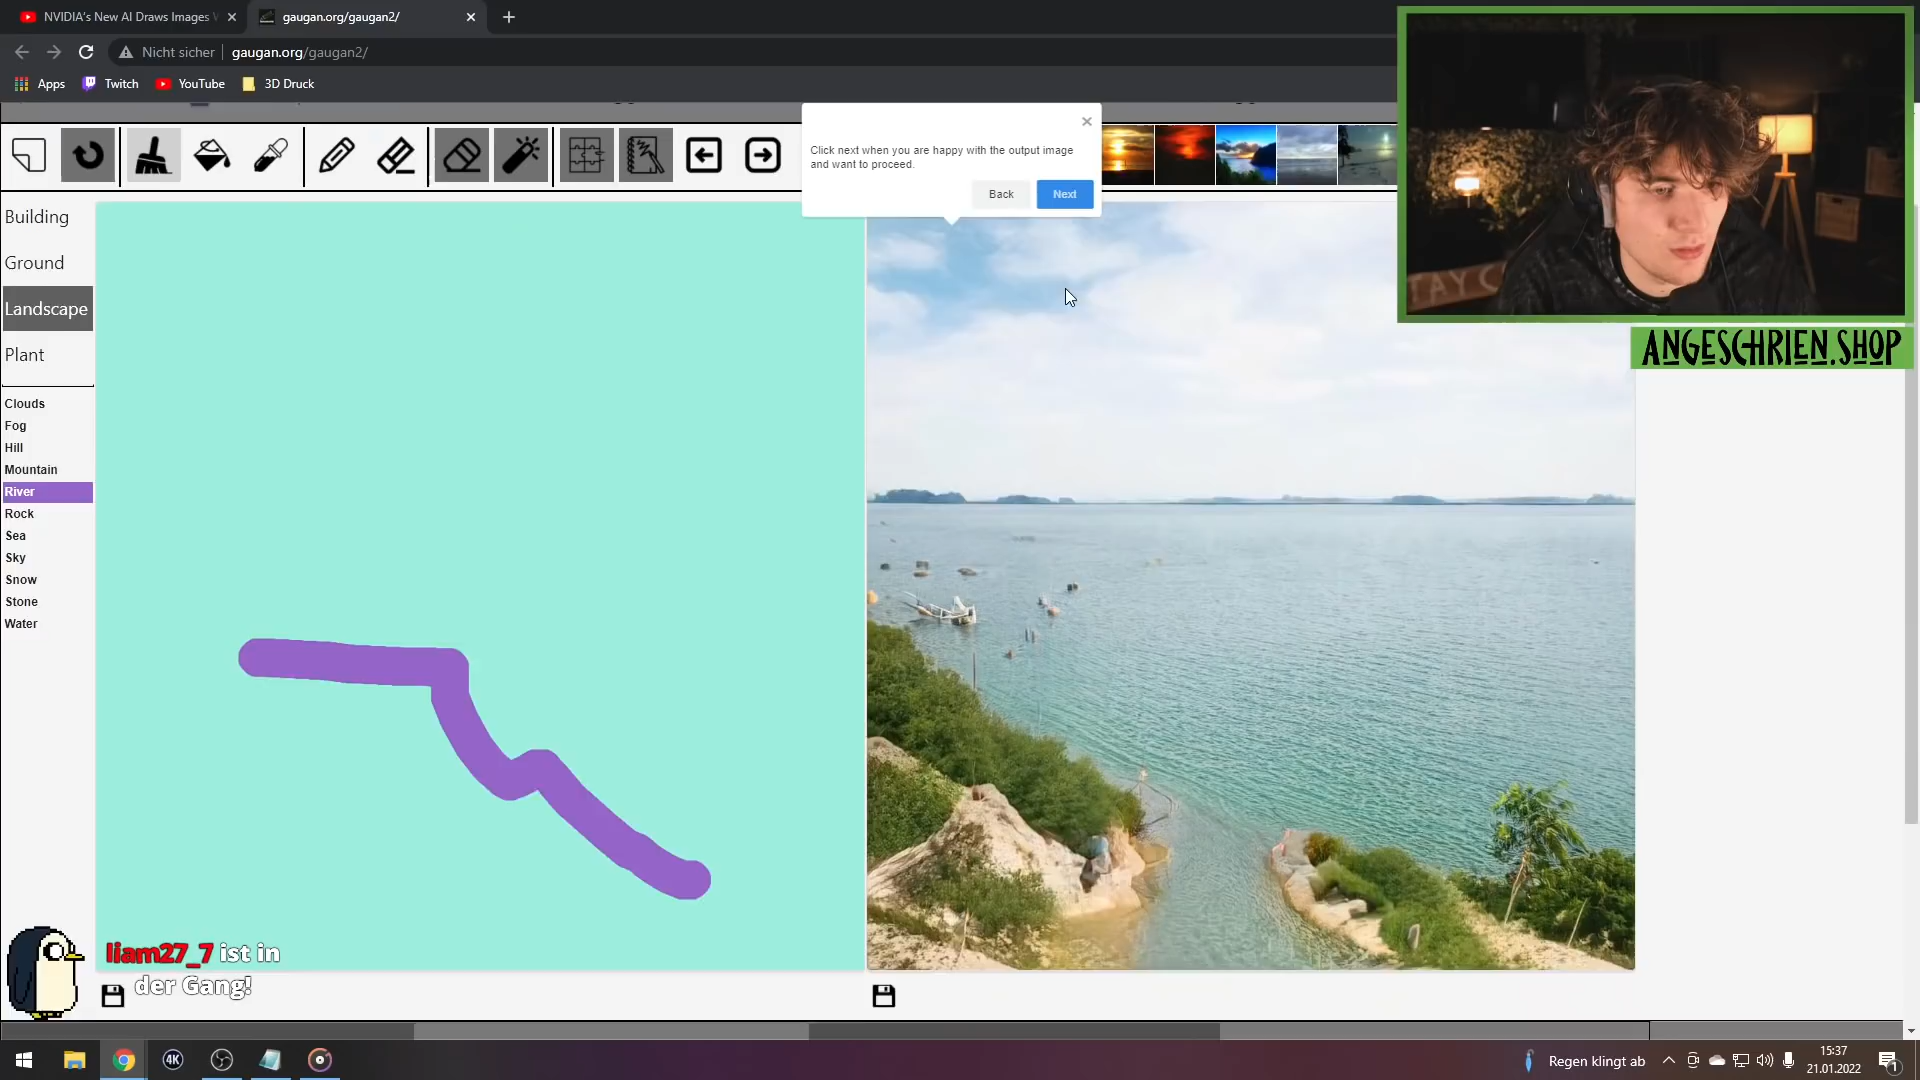 NVIDIA's New AI Draws Images
gaugan.org/gaugan2/
Nicht sicher
gaugan.org/gaugan2/
Apps
Twitch
YouTube
3D Druck
Click next when you are happy with the output image
and want to proceed.
Back
Next
Building
Ground
Landscape
Plant
Clouds
Fog
Hill
Mountain
River
Rock
Sea
Sky
Snow
Stone
Water
TAY C
ANGESCHRIEN.SHOP
liam27_7 ist in
der Gang!
4K
Regen klingt ab
15:37
21.01.2022
1